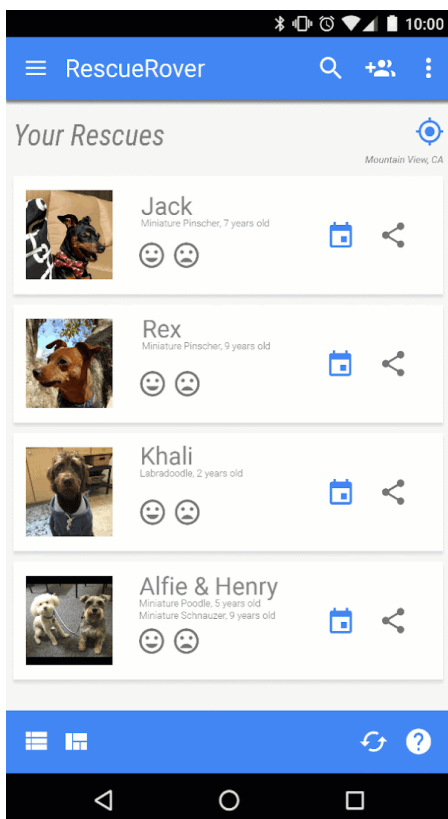 10:00
RescueRover
Your Rescues
Mountain View, CA
Jack
Miniature Pinscher, 7 years old
Rex
Miniature Pinscher, 9 years old
Khali
Labradoodle, 2 years old
Alfie & Henry
Miniature Poodle, 5 years old
Miniature Schnauzer, 9 years old